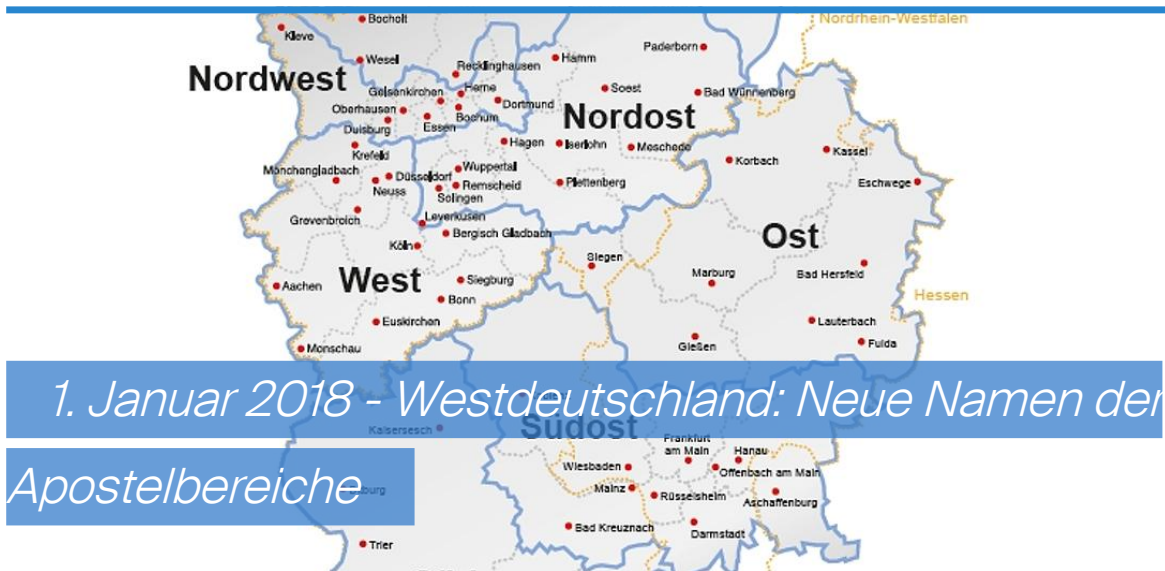 Nordrhein-Westfalen
Bocholt
Kleve
Paderborn
Wesel
Hamm
Recklinghausen
Nordwest
Soest
Bad Wünnenberg
Gelsenkirchen
Herne
Dortmund
Oberhausen
Bochum
Nordost
Essen
Duisburg
Hagen
Iserlohn
Meschede
Kassel
Krefeld
Korbach
Mönchengladbach
Wuppertal
Düsseldorf
Remscheid
Plettenberg
Eschwege
Neuss
Solingen
Grevenbroich
Leverkusen
Bergisch Gladbach
Ost
Köln
Siegen
Marburg
Bad Hersfeld
West
Siegburg
Aachen
Bonn
Hessen
Euskirchen
Lauterbach
Monschau
Gießen
Fulda
1. Januar 2018 - Westdeutschland: Neue Namen der
Apostelbereiche
Kaisersesch
Südost
Frankfurt
am Main
Hanau
Wiesbaden
Offenbach am Main
Mainz
Rüsselsheim
Aschaffenburg
Bad Kreuznach
Darmstadt
Trier